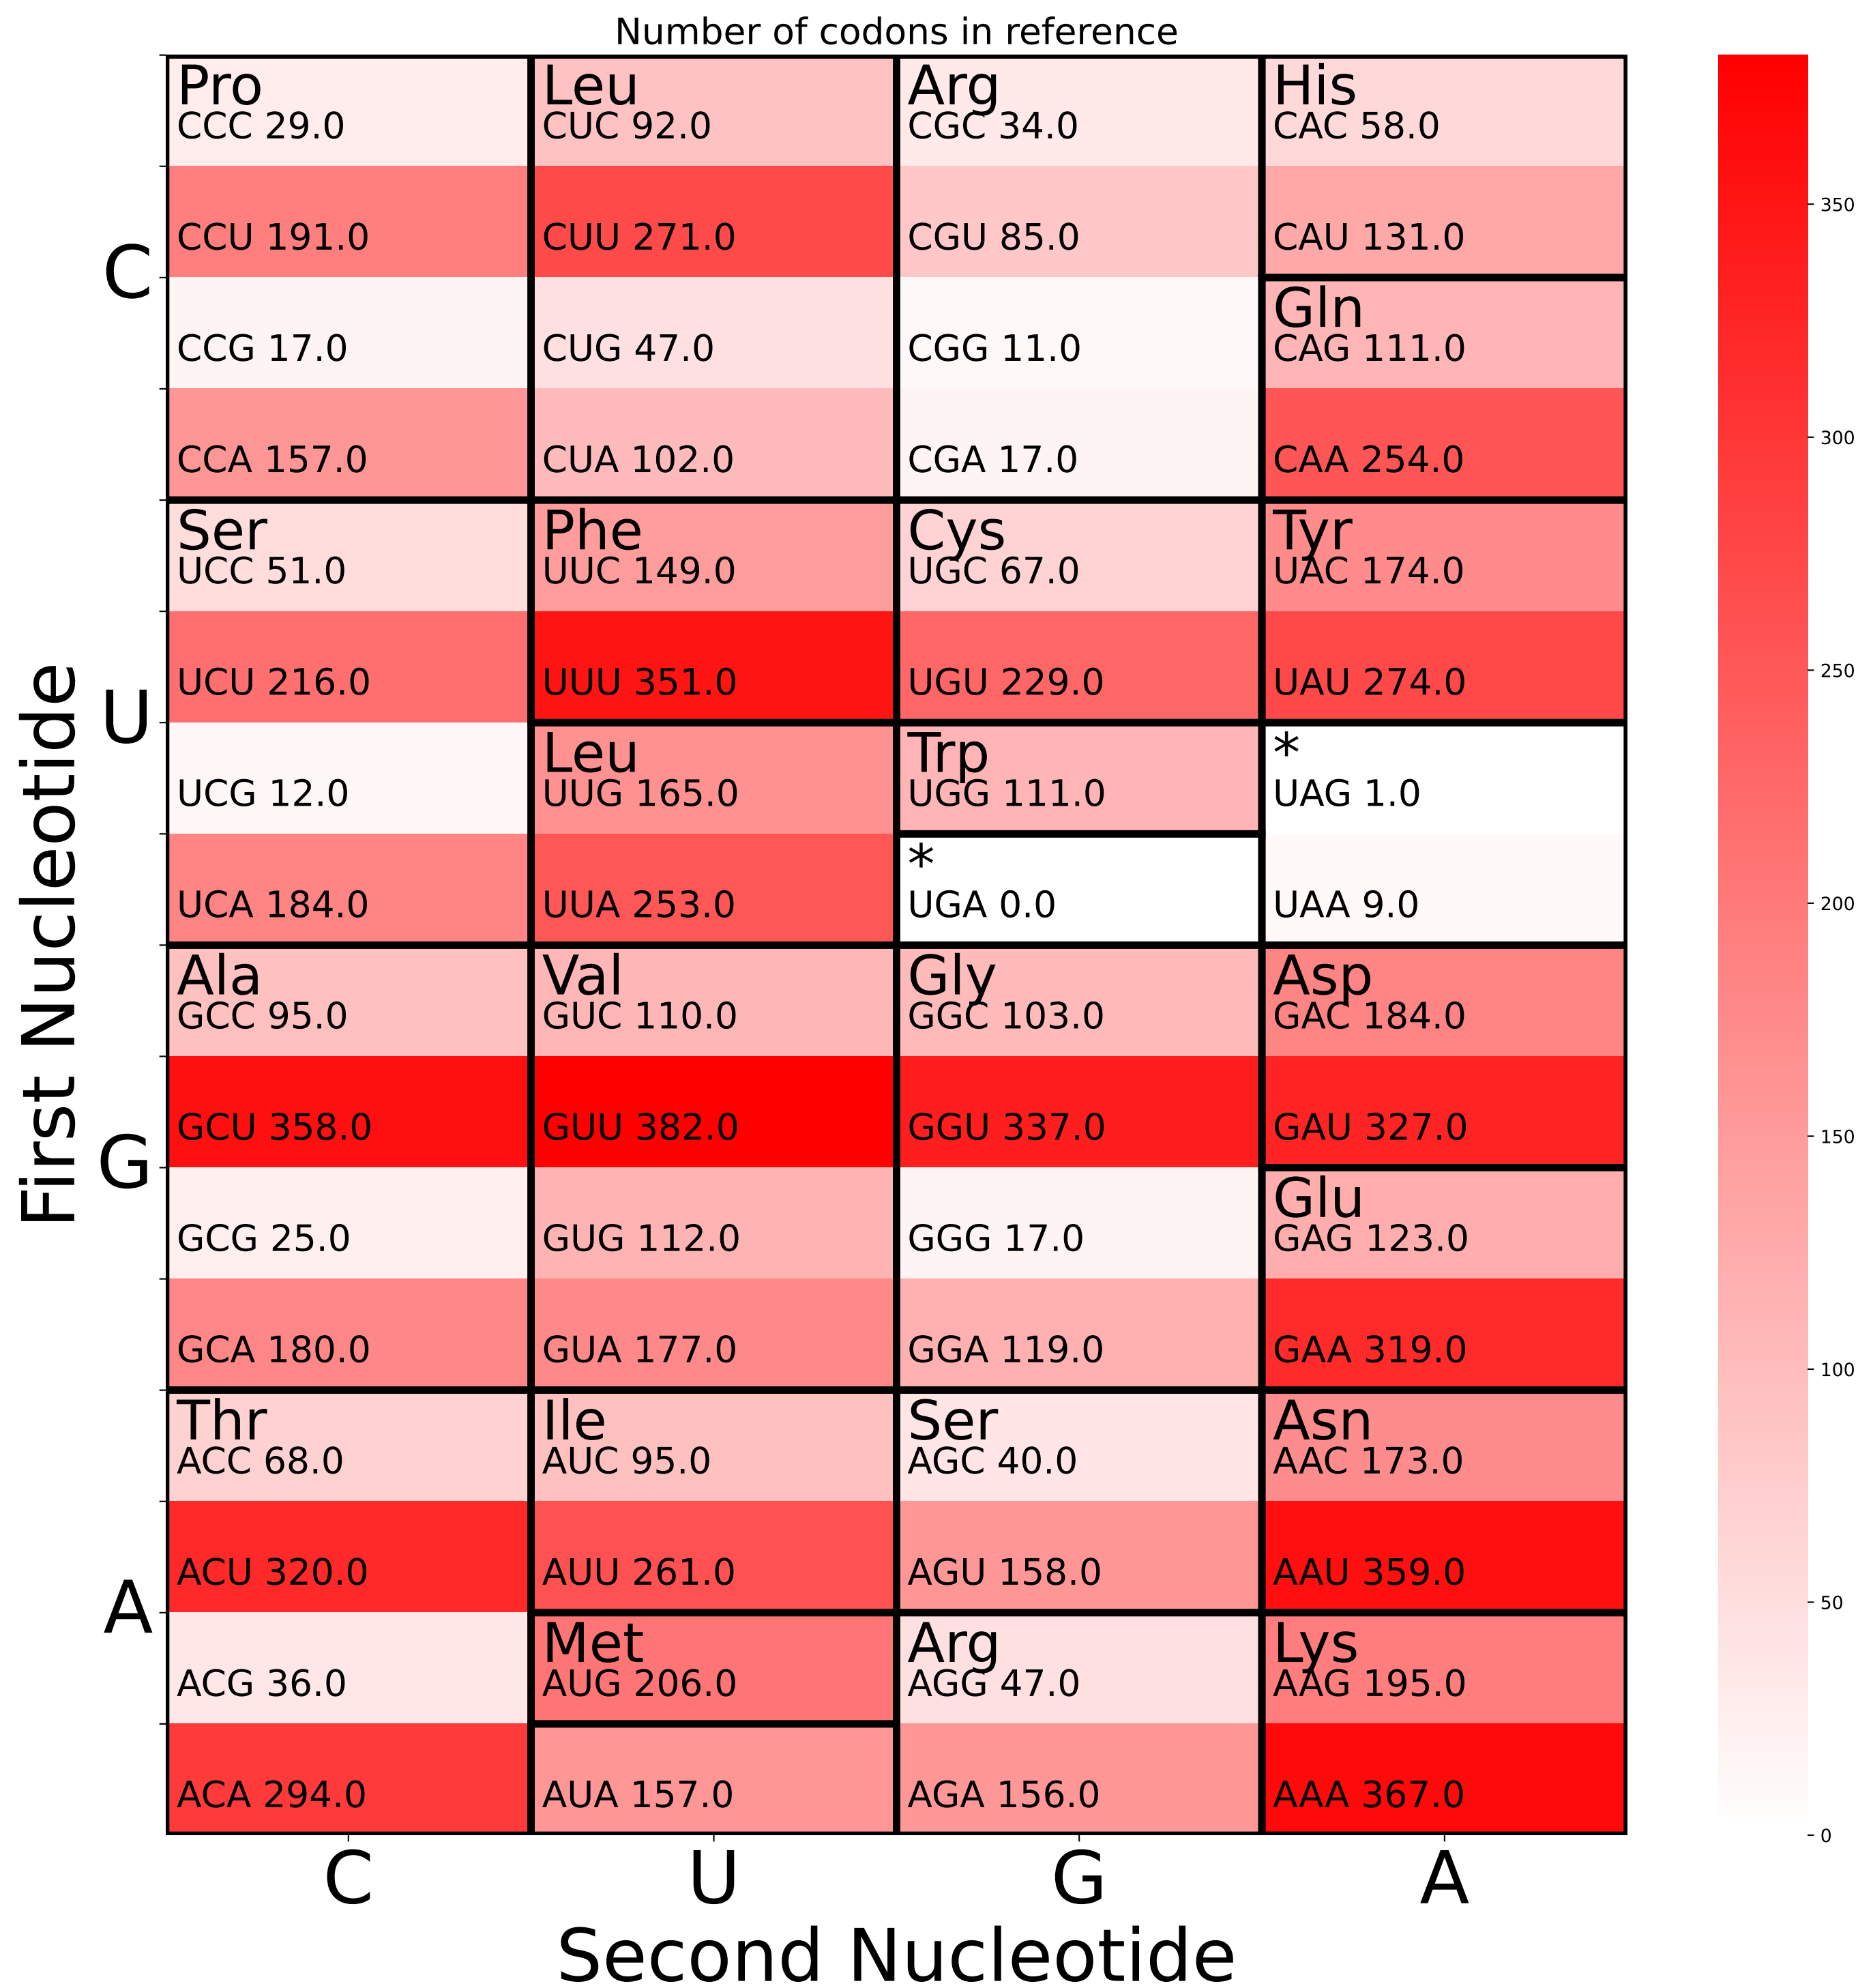 Number of codons in reference
Pro Leu Arg His
CCC 29.0 CUC 92.0 CGC 34.0 CAC 58.0
350
CCU 191.0 CUU 271.0 CGU 85.0 CAU 131.0
C
Gln
CCG 17.0 CUG 47.0 CGG 11.0 CAG 111.0
300
CCA 157.0 CUA 102.0 CGA 17.0 CAA 254.0
Ser Phe Cys Tyr
UCC 51.0 UUC 149.0 UGC 67.0 UAC 174.0
250
UCU 216.0 UUU 351.0 UGU 229.0 UAU 274.0
U
Leu Trp *
UCG 12.0 UUG 165.0 UGG 111.0 UAG 1.0
*
UCA 184.0 UUA 253.0 UGA 0.0 UAA 9.0
200
First Nucleotide
Ala Val Gly Asp
GCC 95.0 GUC 110.0 GGC 103.0 GAC 184.0
GCU 358.0 GUU 382.0 GGU 337.0 GAU 327.0
150
G
Glu
GCG 25.0 GUG 112.0 GGG 17.0 GAG 123.0
GCA 180.0 GUA 177.0 GGA 119.0 GAA 319.0
100
Thr Ile Ser Asn
ACC 68.0 AUC 95.0 AGC 40.0 AAC 173.0
ACU 320.0 AUU 261.0 AGU 158.0 AAU 359.0
50
A
Met Arg Lys
ACG 36.0 AUG 206.0 AGG 47.0 AAG 195.0
ACA 294.0 AUA 157.0 AGA 156.0 AAA 367.0
0
C U G A
Second Nucleotide